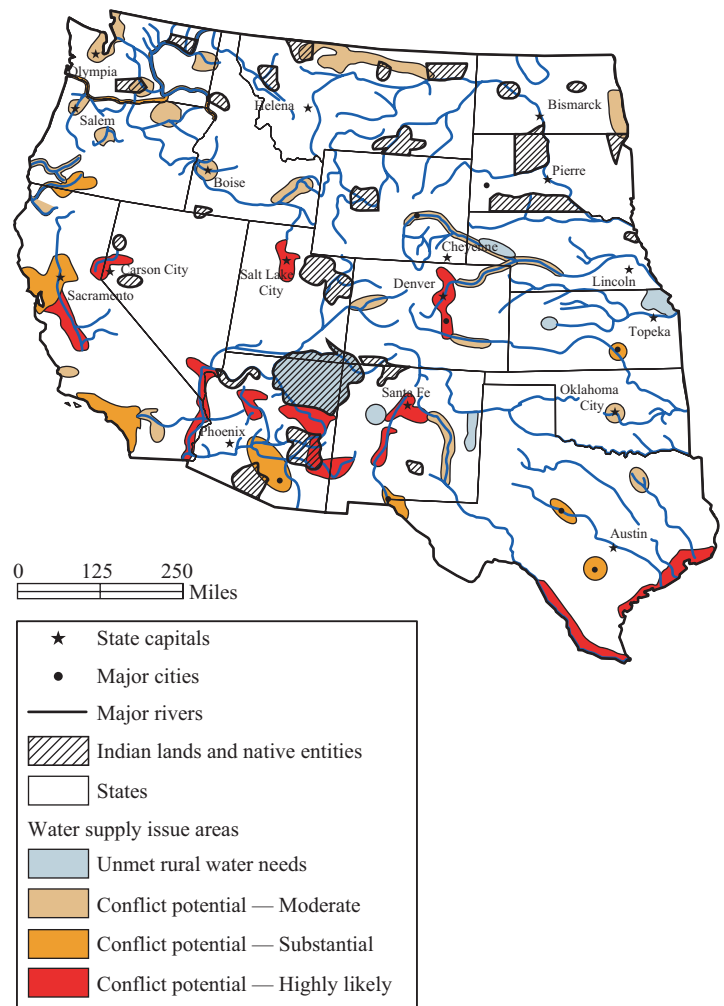 Olympia
Salem
Helena
Boise
Bismarck
Pierre
Cheyenne
Lincoln
Carson City
Sacramento
Salt Lake
City
Denver
Topeka
Santa Fe
Phoenix
Oklahoma
City
Austin
0 125 250
Miles
State capitals
Major cities
Major rivers
Indian lands and native entities
States
Water supply issue areas
Unmet rural water needs
Conflict potential — Moderate
Conflict potential — Substantial
Conflict potential — Highly likely